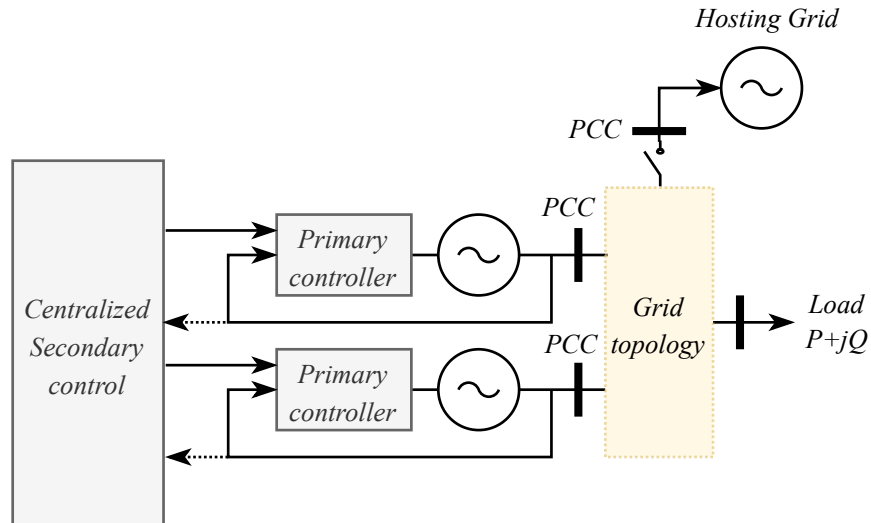 Hosting Grid
PCC
PCC
Primary
controller
Centralized
Secondary
control
Grid
topology
Load
P+jQ
PCC
Primary
controller